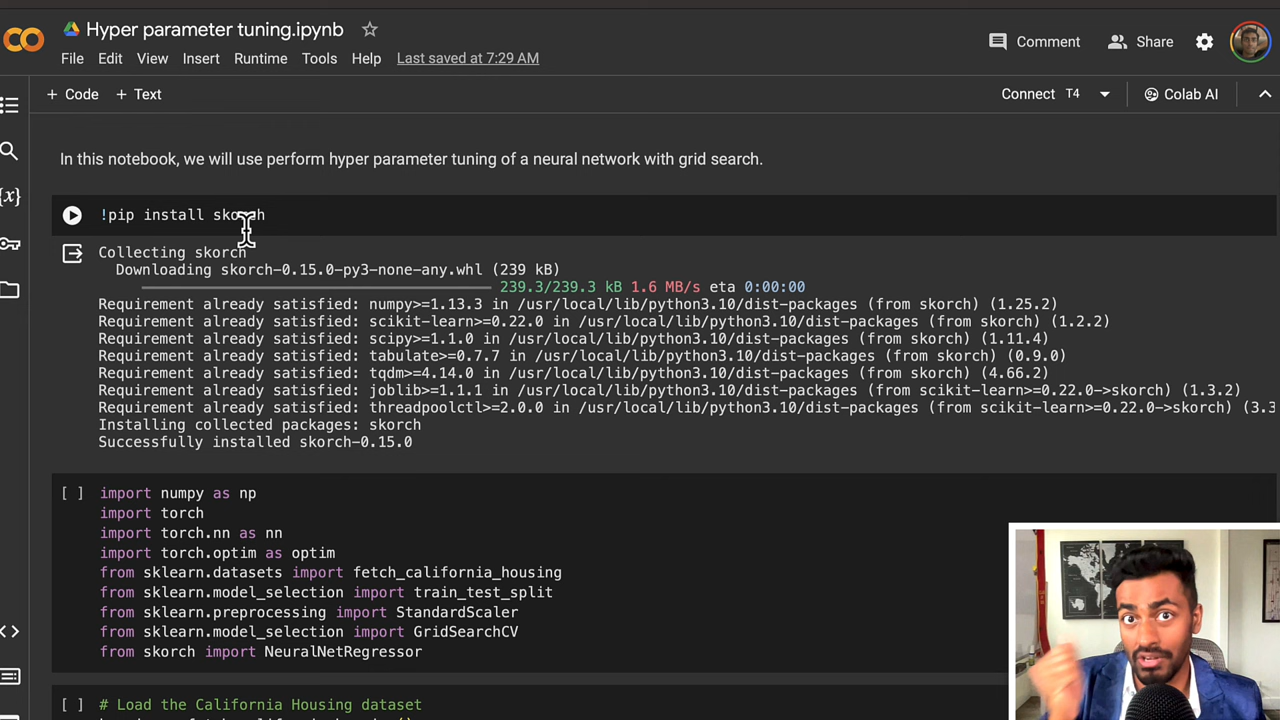 Hyper parameter tuning.ipynb
Comment
Share
File Edit View Insert Runtime Tools Help Last saved at 7:29 AM
+ Code + Text
Connect T4
Colab AI
In this notebook, we will use perform hyper parameter tuning of a neural network with grid search.
{x}
!pip install skorch
Collecting skorch
Downloading skorch-0.15.0-py3-none-any.whl (239 kB)
239.3/239.3 kB 1.6 MB/s eta 0:00:00
Requirement already satisfied: numpy>=1.13.3 in /usr/local/lib/python3.10/dist-packages (from skorch) (1.25.2)
Requirement already satisfied: scikit-learn>=0.22.0 in /usr/local/lib/python3.10/dist-packages (from skorch) (1.2.2)
Requirement already satisfied: scipy>=1.1.0 in /usr/local/lib/python3.10/dist-packages (from skorch) (1.11.4)
Requirement already satisfied: tabulate>=0.7.7 in /usr/local/lib/python3.10/dist-packages (from skorch) (0.9.0)
Requirement already satisfied: tqdm>=4.14.0 in /usr/local/lib/python3.10/dist-packages (from skorch) (4.66.2)
Requirement already satisfied: joblib>=1.1.1 in /usr/local/lib/python3.10/dist-packages (from scikit-learn>=0.22.0->skorch) (1.3.2)
Requirement already satisfied: threadpoolctl>=2.0.0 in /usr/local/lib/python3.10/dist-packages (from scikit-learn>=0.22.0->skorch) (3.3
Installing collected packages: skorch
Successfully installed skorch-0.15.0
[ ] import numpy as np
import torch
import torch.nn as nn
import torch.optim as optim
from sklearn.datasets import fetch_california_housing
from sklearn.model_selection import train_test_split
from sklearn.preprocessing import StandardScaler
from sklearn.model_selection import GridSearchCV
from skorch import NeuralNetRegressor
[ ] # Load the California Housing dataset